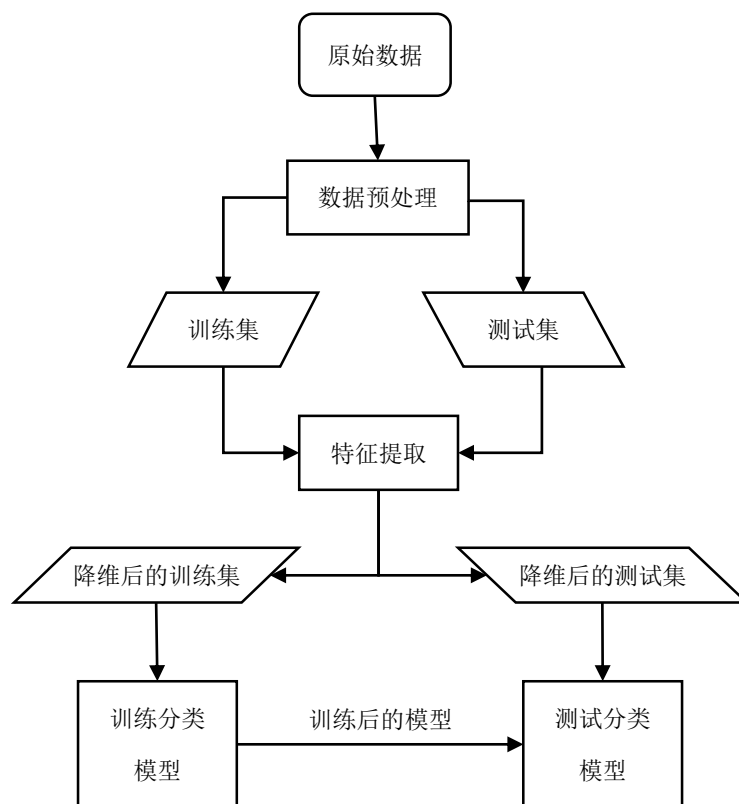 原始数据
数据预处理
训练集
测试集
特征提取
降维后的训练集
降维后的测试集
训练分类
模型
训练后的模型
测试分类
模型